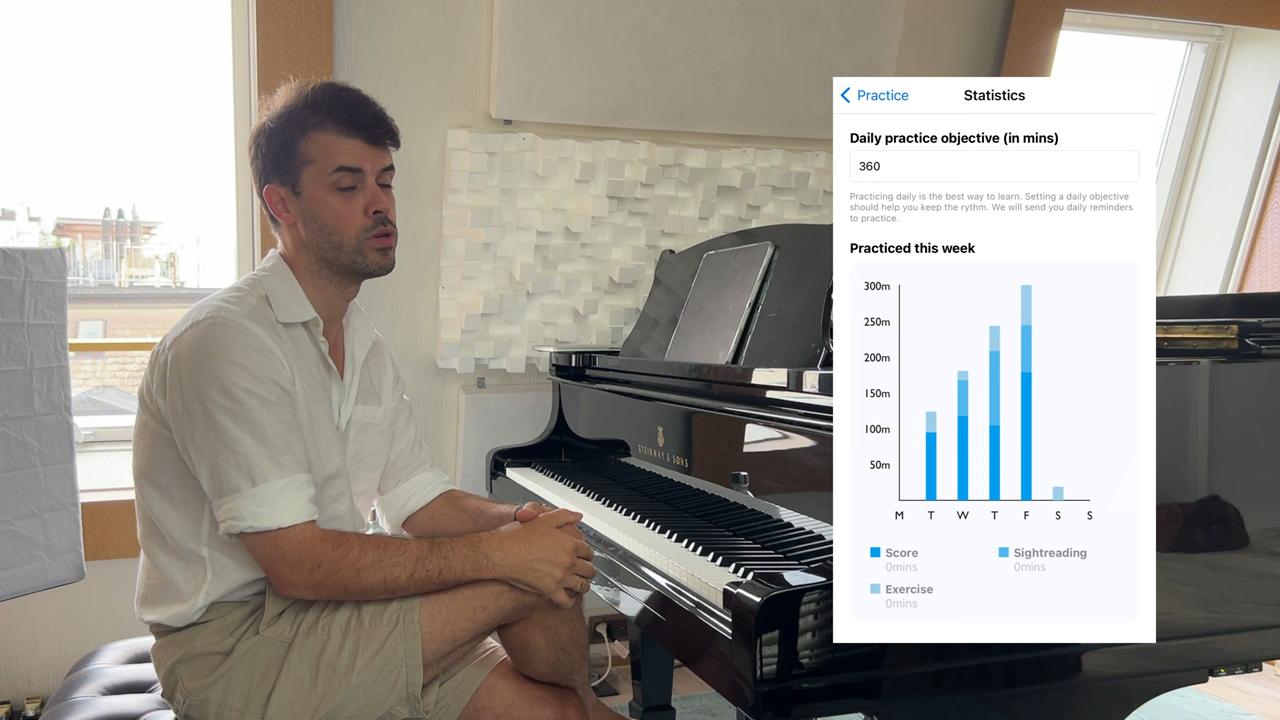 Practice
Statistics
Daily practice objective (in mins)
360
Practicing daily is the best way to learn. Setting a daily objective
should help you keep the rythm. We will send you daily reminders
to practice.
Practiced this week
300m
250m
200m
150m
100m
50m
M T W T F S S
Score
0mins
Sightreading
0mins
Exercise
0mins
STEINWAY & SONS